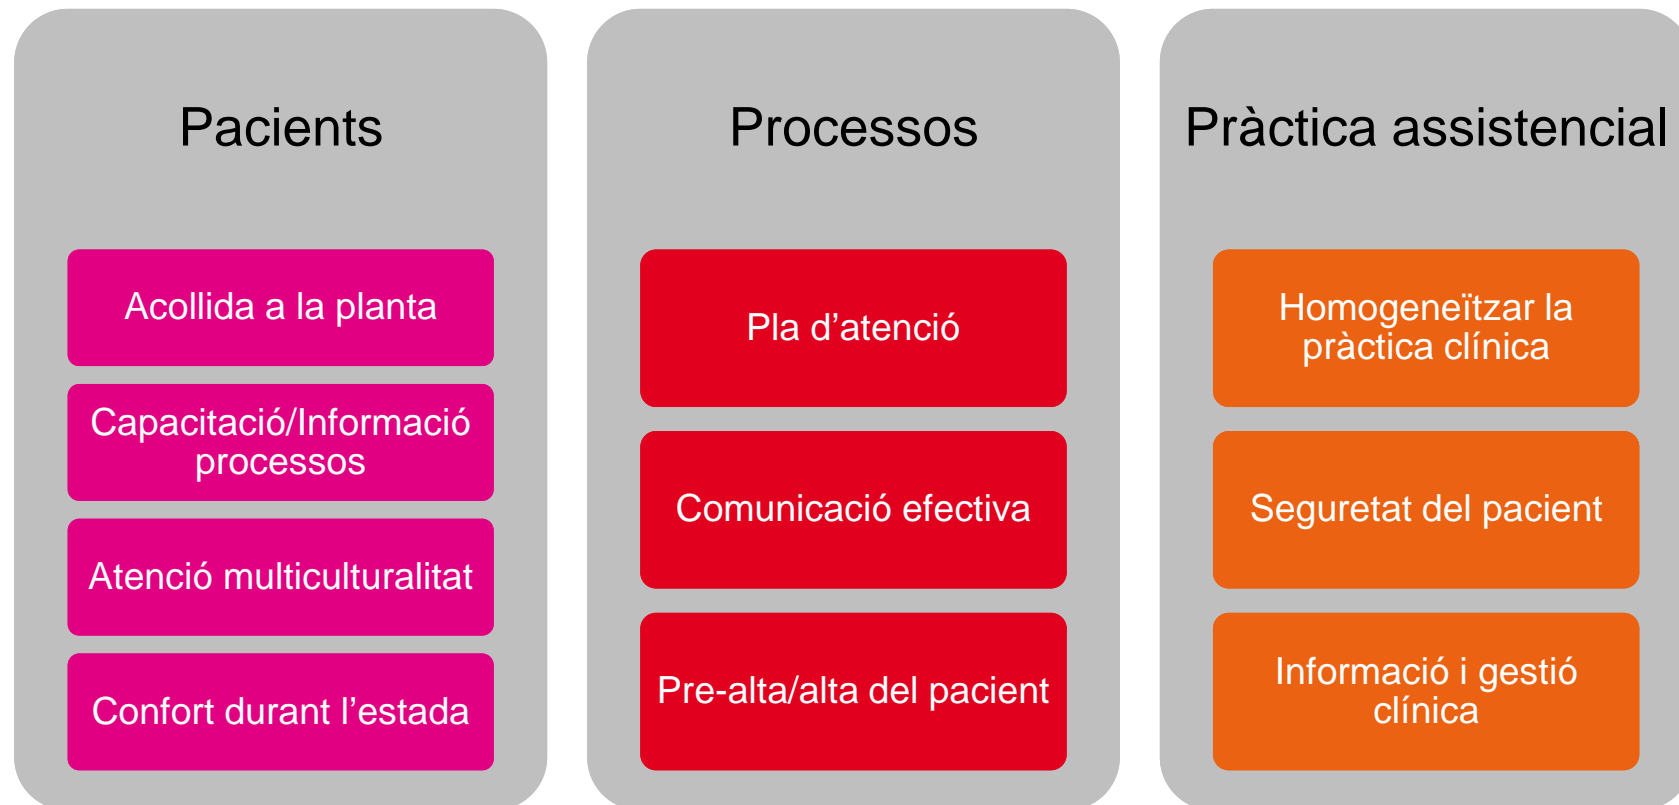 Pacients
Acollida a la planta
Capacitació/Informació
processos
Atenció multiculturalitat
Confort durant l’estada
Processos
Pla d’atenció
Comunicació efectiva
Pre-alta/alta del pacient
Pràctica assistencial
Homogeneïtzar la
pràctica clínica
Seguretat del pacient
Informació i gestió
clínica